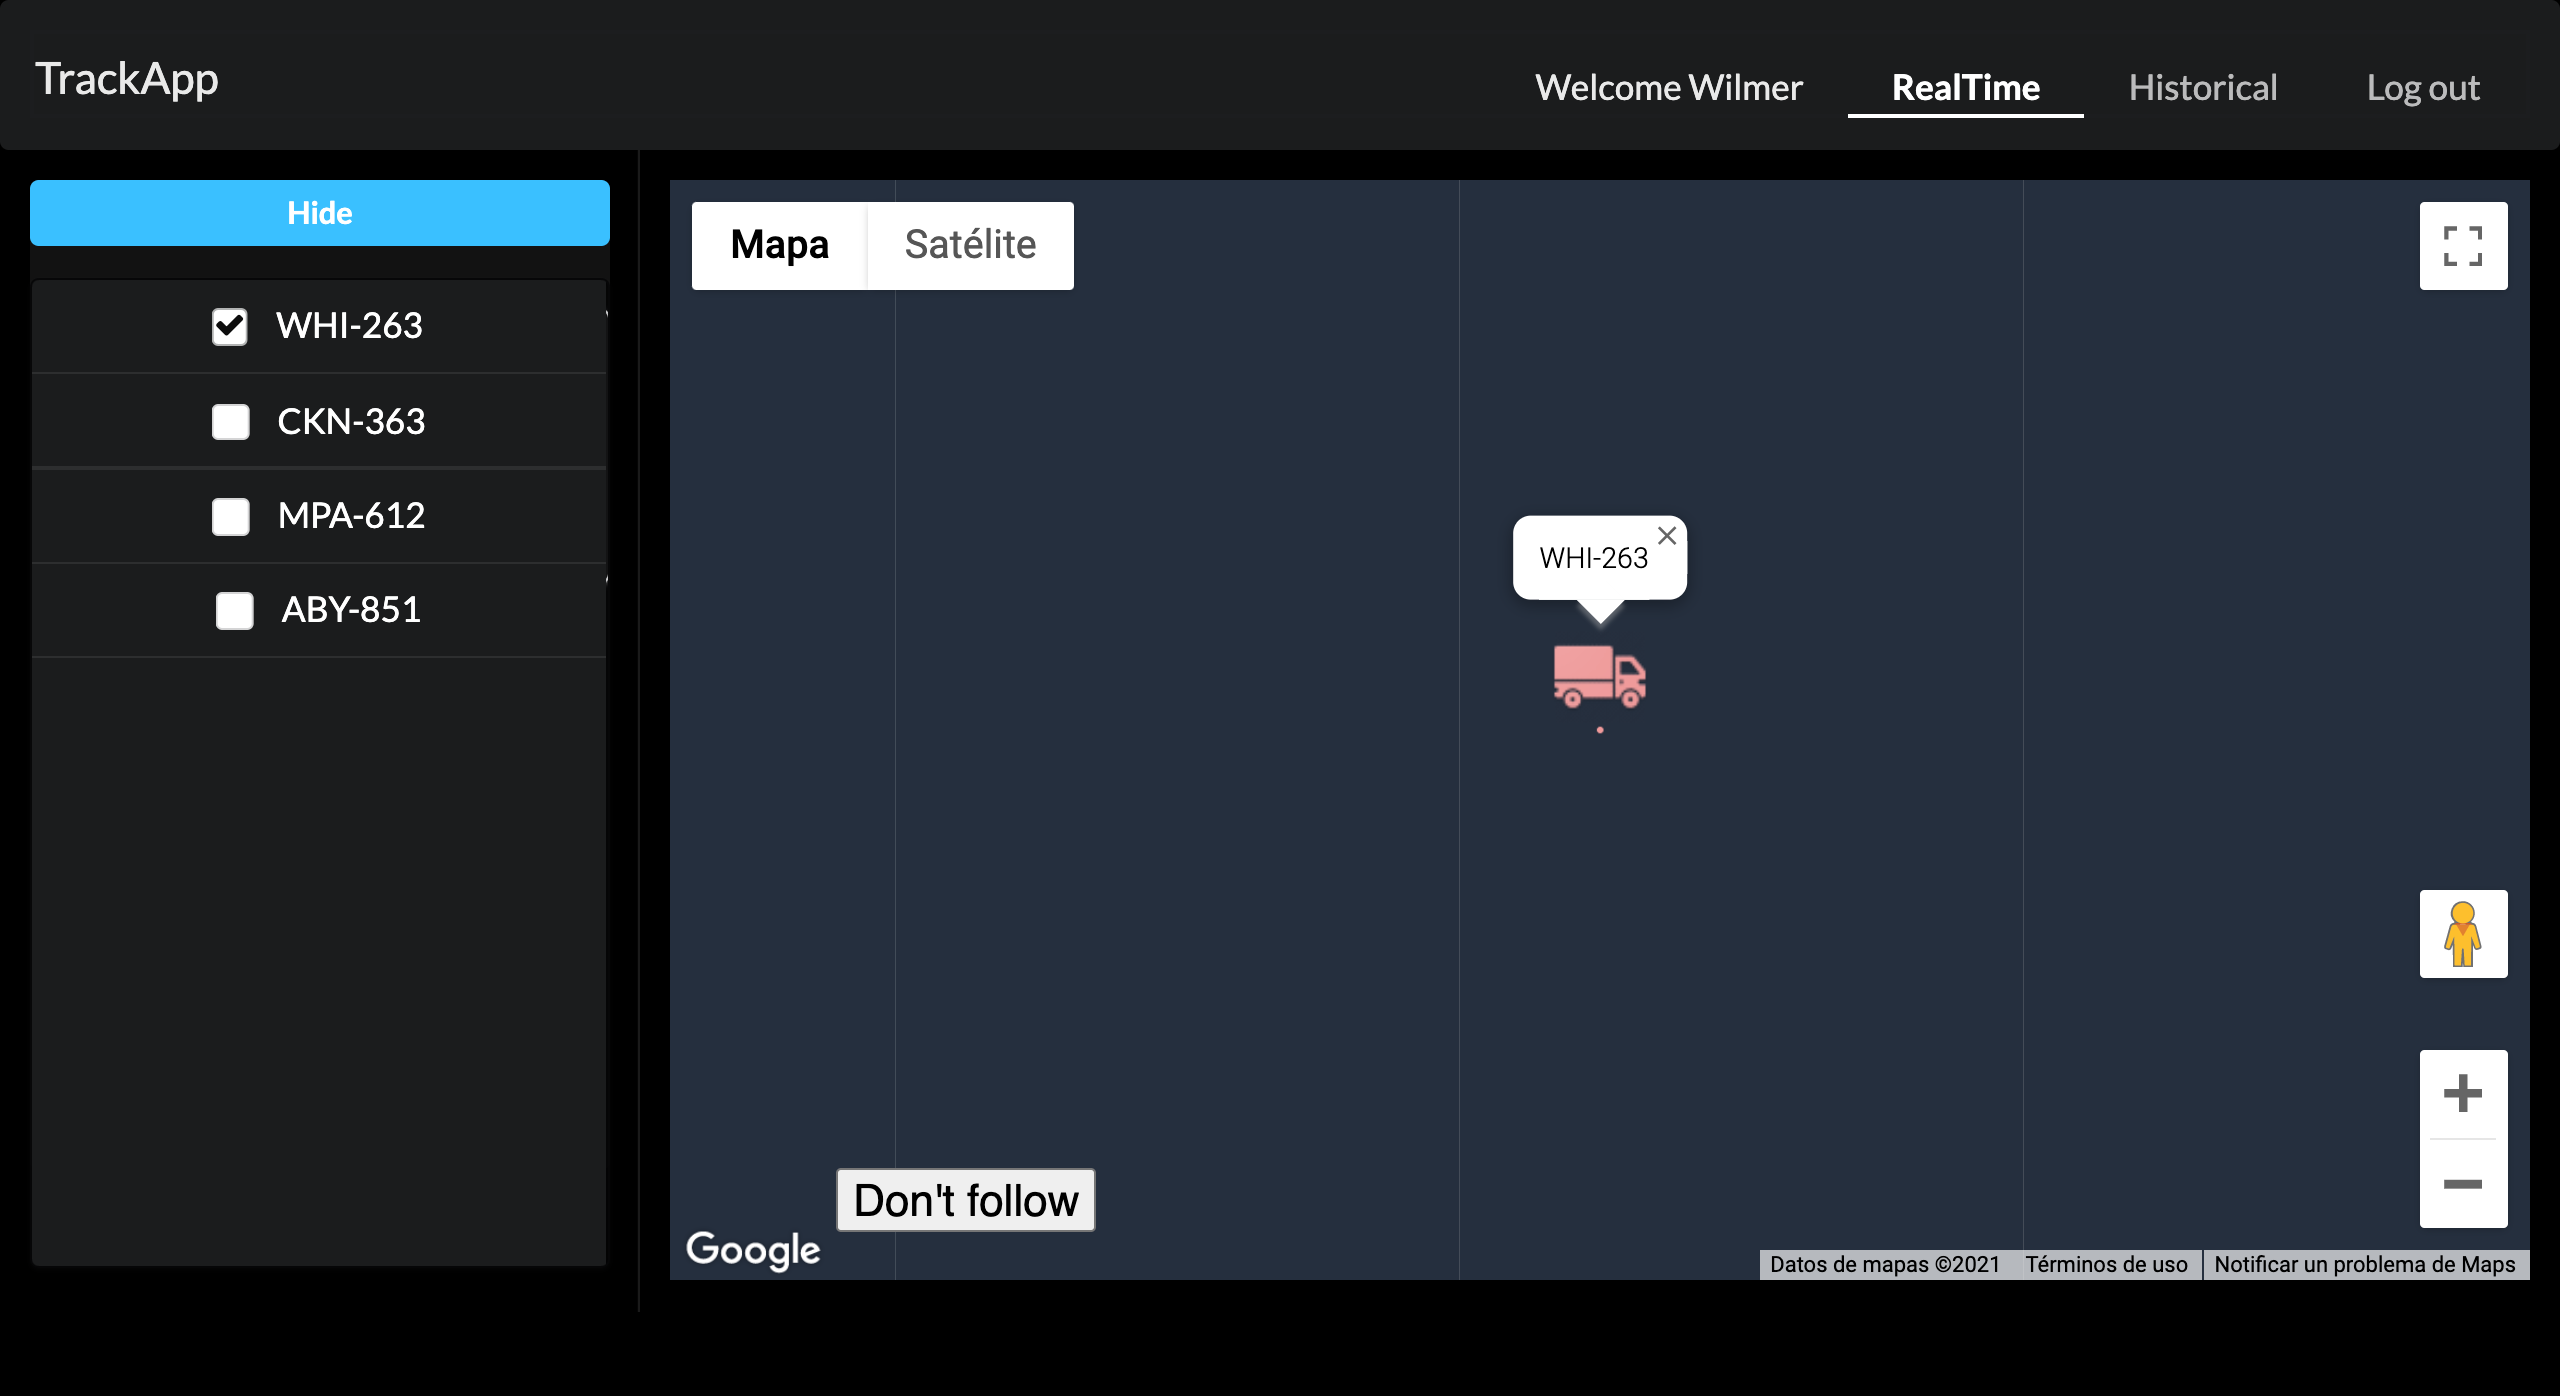 TrackApp
Welcome Wilmer RealTime Historical Log out
Hide
WHI-263
CKN-363
MPA-612
ABY-851
Mapa Satélite
WHI-263
Don't follow
Google
Datos de mapas ©2021 Términos de uso Notificar un problema de Maps